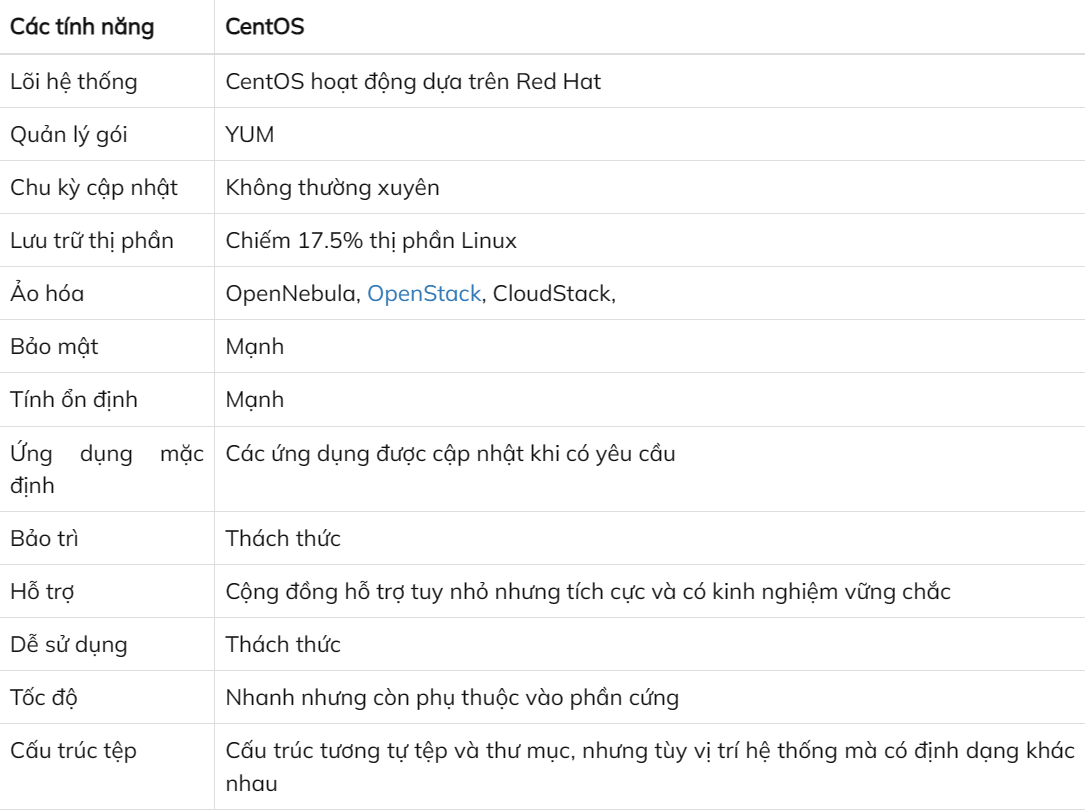 Các tính năng CentOS
Lõi hệ thống CentOS hoạt động dựa trên Red Hat
Quản lý gói YUM
Chu kỳ cập nhật Không thường xuyên
Lưu trữ thị phần Chiếm 17.5% thị phần Linux
Ảo hóa OpenNebula, OpenStack, CloudStack,
Bảo mật Mạnh
Tính ổn định Mạnh
Ứng dụng mặc Các ứng dụng được cập nhật khi có yêu cầu
định
Bảo trì Thách thức
Hỗ trợ Cộng đồng hỗ trợ tuy nhỏ nhưng tích cực và có kinh nghiệm vững chắc
Dễ sử dụng Thách thức
Tốc độ Nhanh nhưng còn phụ thuộc vào phần cứng
Cấu trúc tệp Cấu trúc tương tự tệp và thư mục, nhưng tùy vị trí hệ thống mà có định dạng khác
nhau